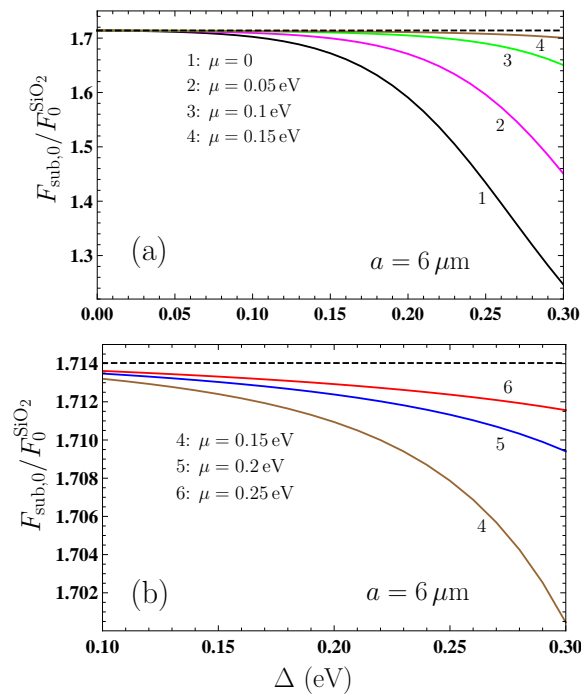 1.7
1.6
1.5
1.4
1.3
F_sub,0/F_0^SiO_2
1: μ = 0
2: μ = 0.05 eV
3: μ = 0.1 eV
4: μ = 0.15 eV
4
3
2
1
(a)
a = 6 μm
0.00 0.05 0.10 0.15 0.20 0.25 0.30
1.714
1.712
1.710
1.708
1.706
1.704
1.702
F_sub,0/F_0^SiO_2
4: μ = 0.15 eV
5: μ = 0.2 eV
6: μ = 0.25 eV
6
5
4
(b)
a = 6 μm
0.10 0.15 0.20 0.25 0.30
Δ (eV)